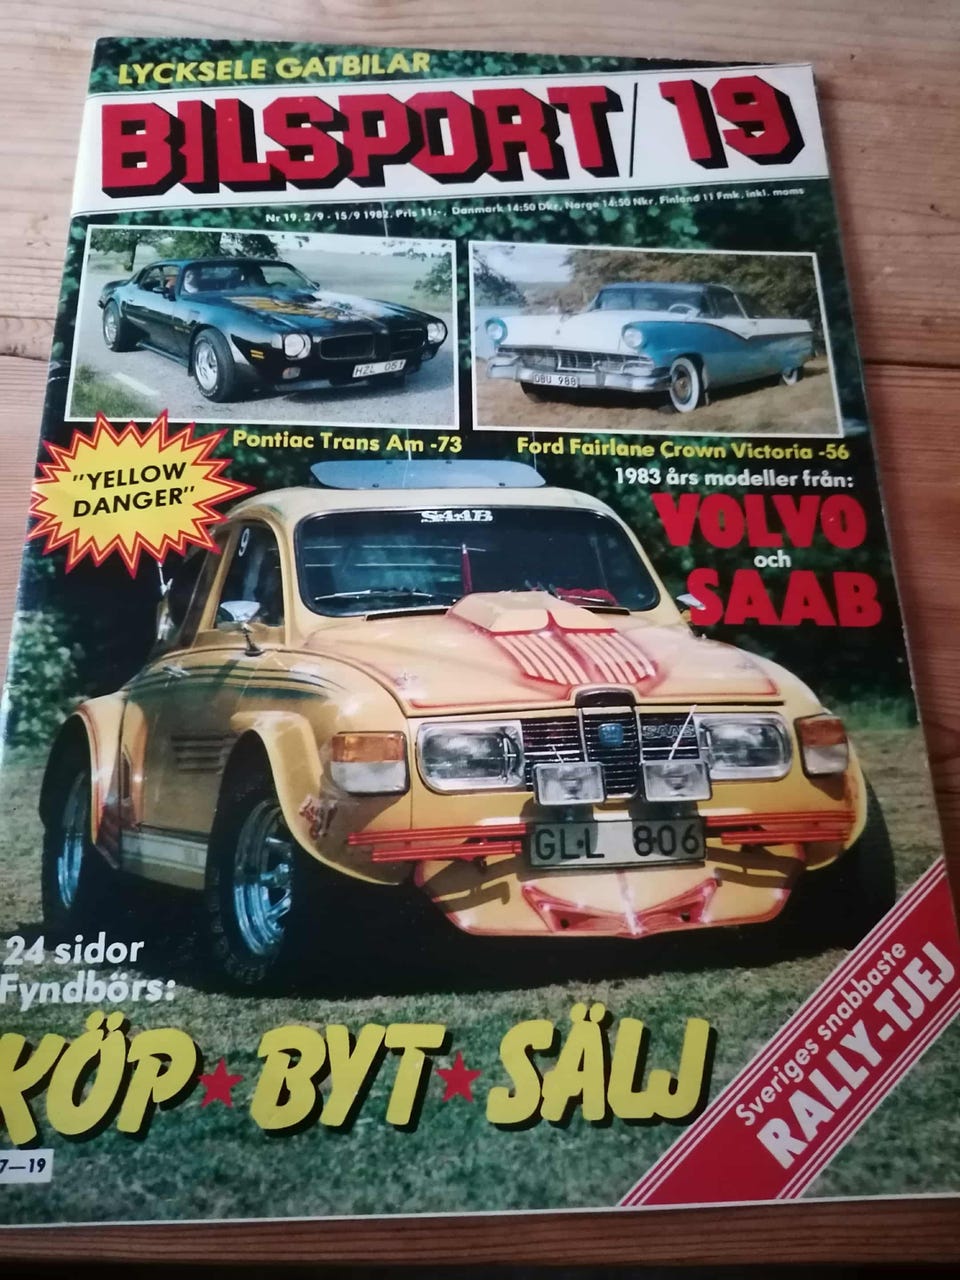 LYCKSELE GATBILAR
BILSPORT/19
Nr 19. 2/9 - 15/9 1982. Pris 11:-, Danmark 14:50 Dkr, Norge 14:50 Nkr, Finland 11 Fmk, inkl. moms
HZL 051
OBU 988
Pontiac Trans Am -73
Ford Fairlane Crown Victoria -56
"YELLOW
DANGER"
1983 års modeller från:
VOLVO
och
SAAB
SAAB
9
SAAB
GLL 806
24 sidor
Fyndbörs:
KÖP★BYT★SÄLJ
Sveriges snabbaste
RALLY-TJEJ
7—19